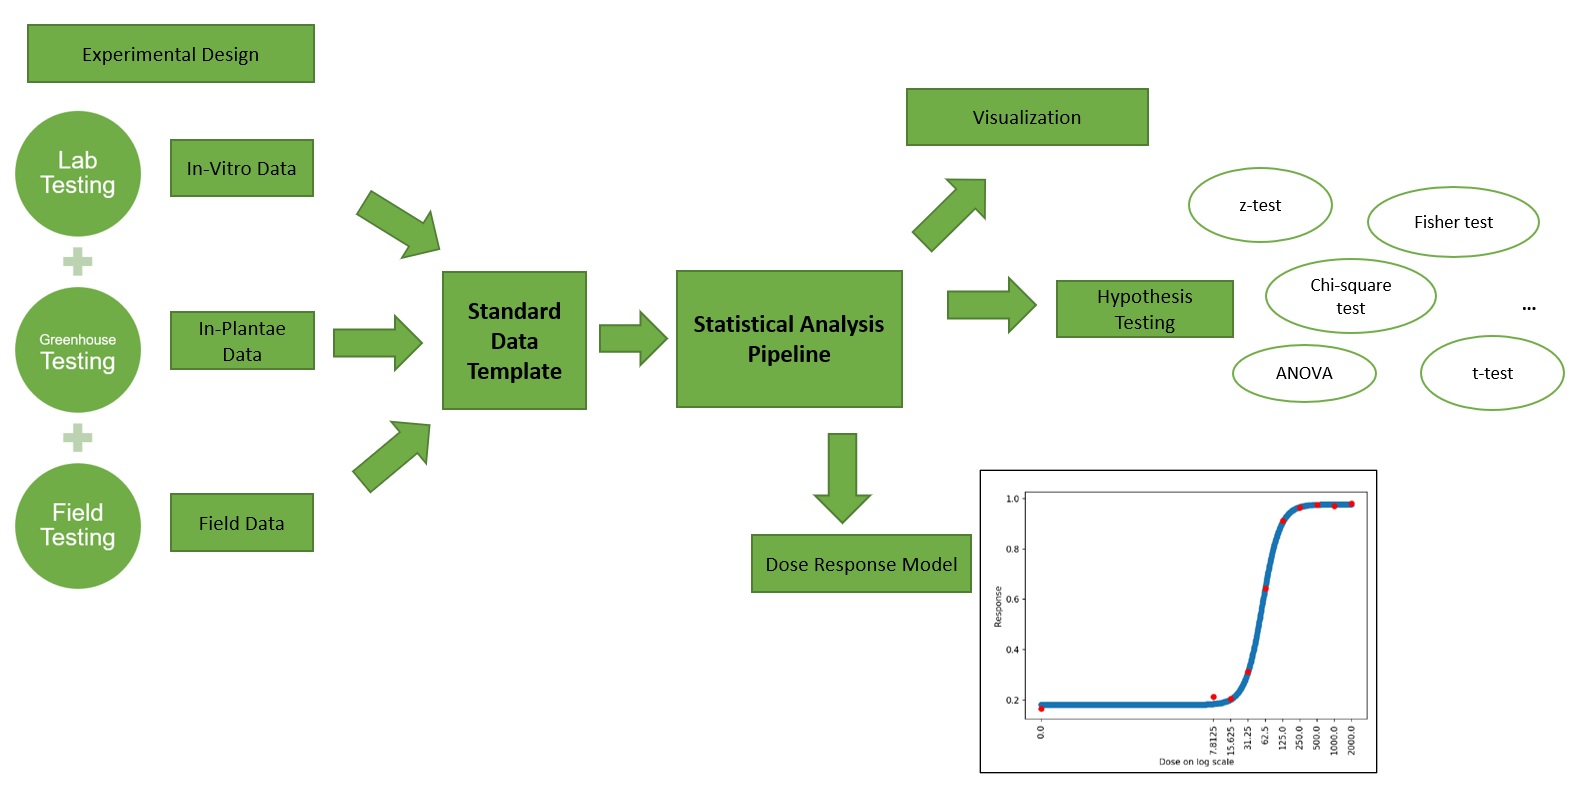 Experimental Design
Lab
Testing
In-Vitro Data
Greenhouse
Testing
In-Plantae
Data
Field
Testing
Field Data
Standard
Data
Template
Statistical Analysis
Pipeline
Visualization
Hypothesis
Testing
z-test
Fisher test
Chi-square
test
...
ANOVA
t-test
Dose Response Model
1.0
0.8
0.6
0.4
0.2
Response
0.0
7.8125
15.625
31.25
62.5
125.0
250.0
500.0
1000.0
2000.0
Dose on log scale